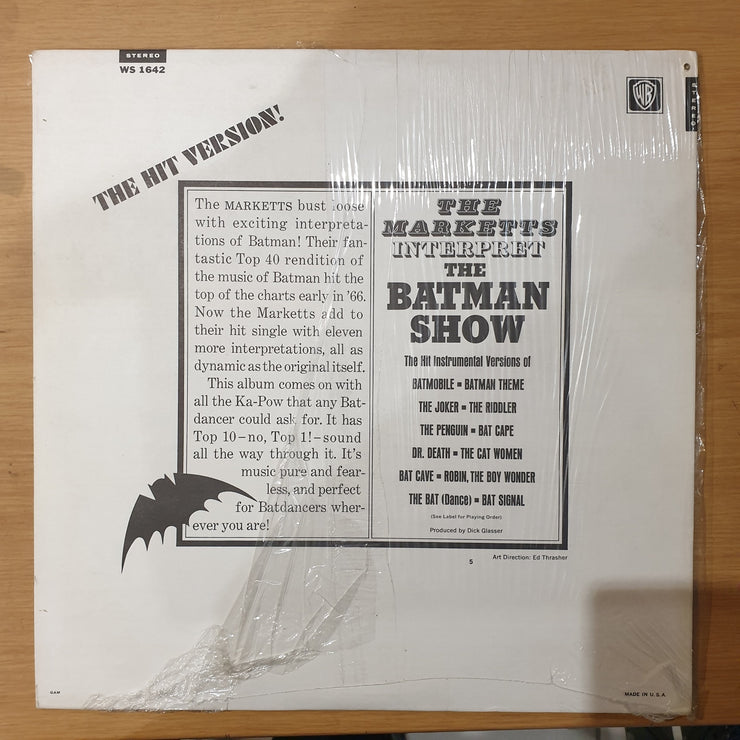 STEREO
WS 1642
WB
STEREO
THE HIT VERSION!
The MARKETTS bust loose
with exciting interpreta-
tions of Batman! Their fan-
tastic Top 40 rendition of
the music of Batman hit the
top of the charts early in '66.
Now the Marketts add to
their hit single with eleven
more interpretations, all as
dynamic as the original itself.
This album comes on with
all the Ka-Pow that any Bat-
dancer could ask for. It has
Top 10–no, Top 1!–sound
all the way through it. It's
music pure and fear-
less, and perfect
for Batdancers wher-
ever you are!
THE
MARKETTS
INTERPRET
THE
BATMAN
SHOW
The Hit Instrumental Versions of
BATMOBILE ▪ BATMAN THEME
THE JOKER ▪ THE RIDDLER
THE PENGUIN ▪ BAT CAPE
DR. DEATH ▪ THE CAT WOMEN
BAT CAVE ▪ ROBIN, THE BOY WONDER
THE BAT (Dance) ▪ BAT SIGNAL
(See Label for Playing Order)
Produced by Dick Glasser
Art Direction: Ed Thrasher
5
GAM
MADE IN U.S.A.